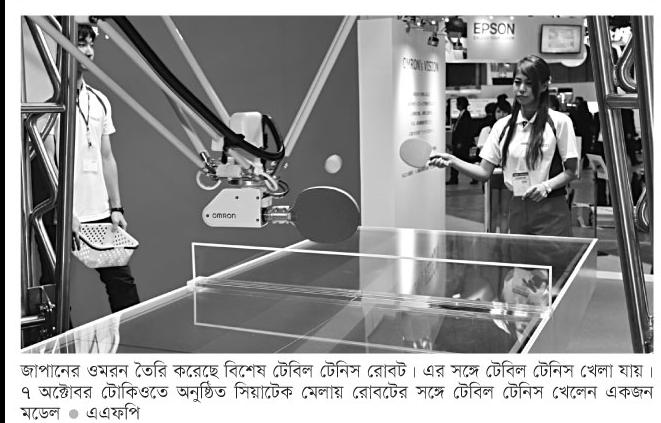 EPSON
OMRON's VISION
OMRON
জাপানের ওমরন তৈরি করেছে বিশেষ টেবিল টেনিস রোবট। এর সঙ্গে টেবিল টেনিস খেলা যায়।
৭ অক্টোবর টোকিওতে অনুষ্ঠিত সিয়াটেক মেলায় রোবটের সঙ্গে টেবিল টেনিস খেলেন একজন
মডেল ● এএফপি